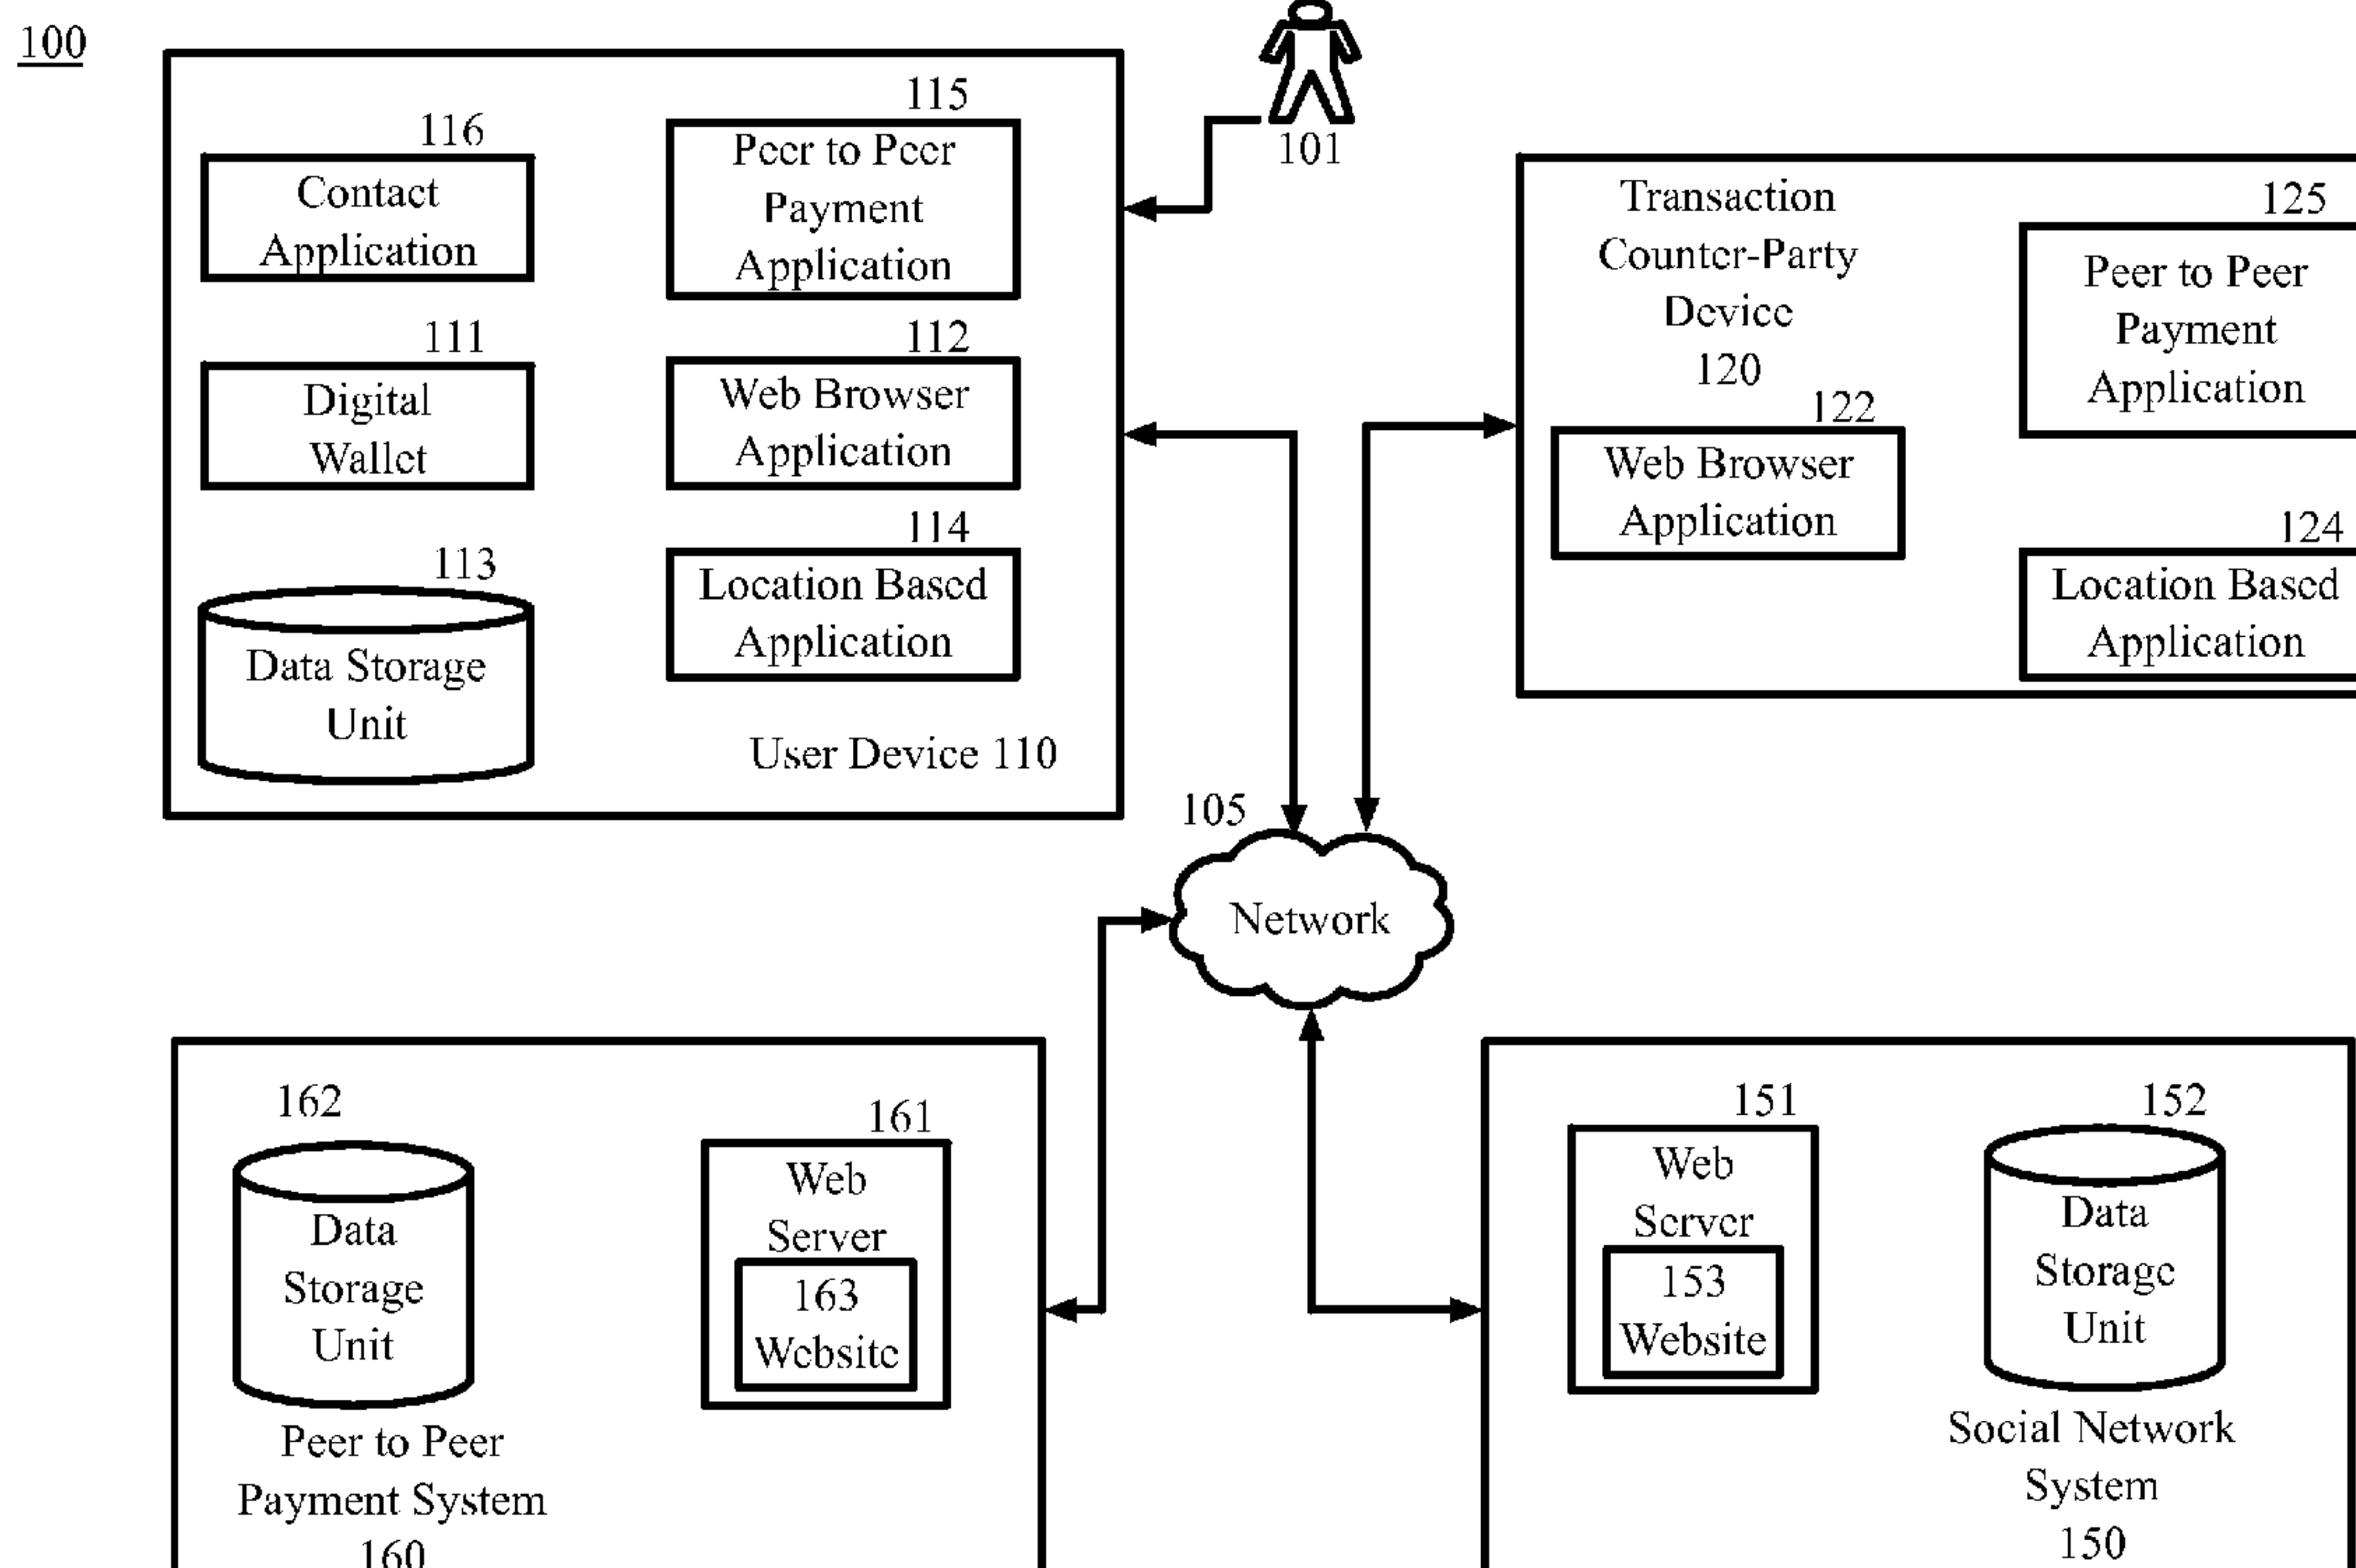 100
101
116
Contact
Application
115
Peer to Peer
Payment
Application
111
Digital
Wallet
112
Web Browser
Application
113
Data Storage
Unit
114
Location Based
Application
User Device 110
Transaction
Counter-Party
Device
120
125
Peer to Peer
Payment
Application
122
Web Browser
Application
124
Location Based
Application
105
Network
162
Data
Storage
Unit
161
Web
Server
163
Website
Peer to Peer
Payment System
160
151
Web
Server
153
Website
152
Data
Storage
Unit
Social Network
System
150